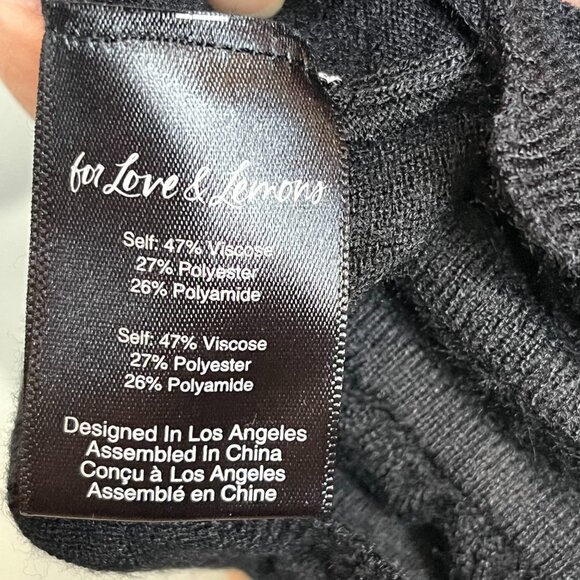 for Love & Lemons
Self: 47% Viscose
27% Polyester
26% Polyamide
Self: 47% Viscose
27% Polyester
26% Polyamide
Designed In Los Angeles
Assembled In China
Conçu à Los Angeles
Assemblé en Chine